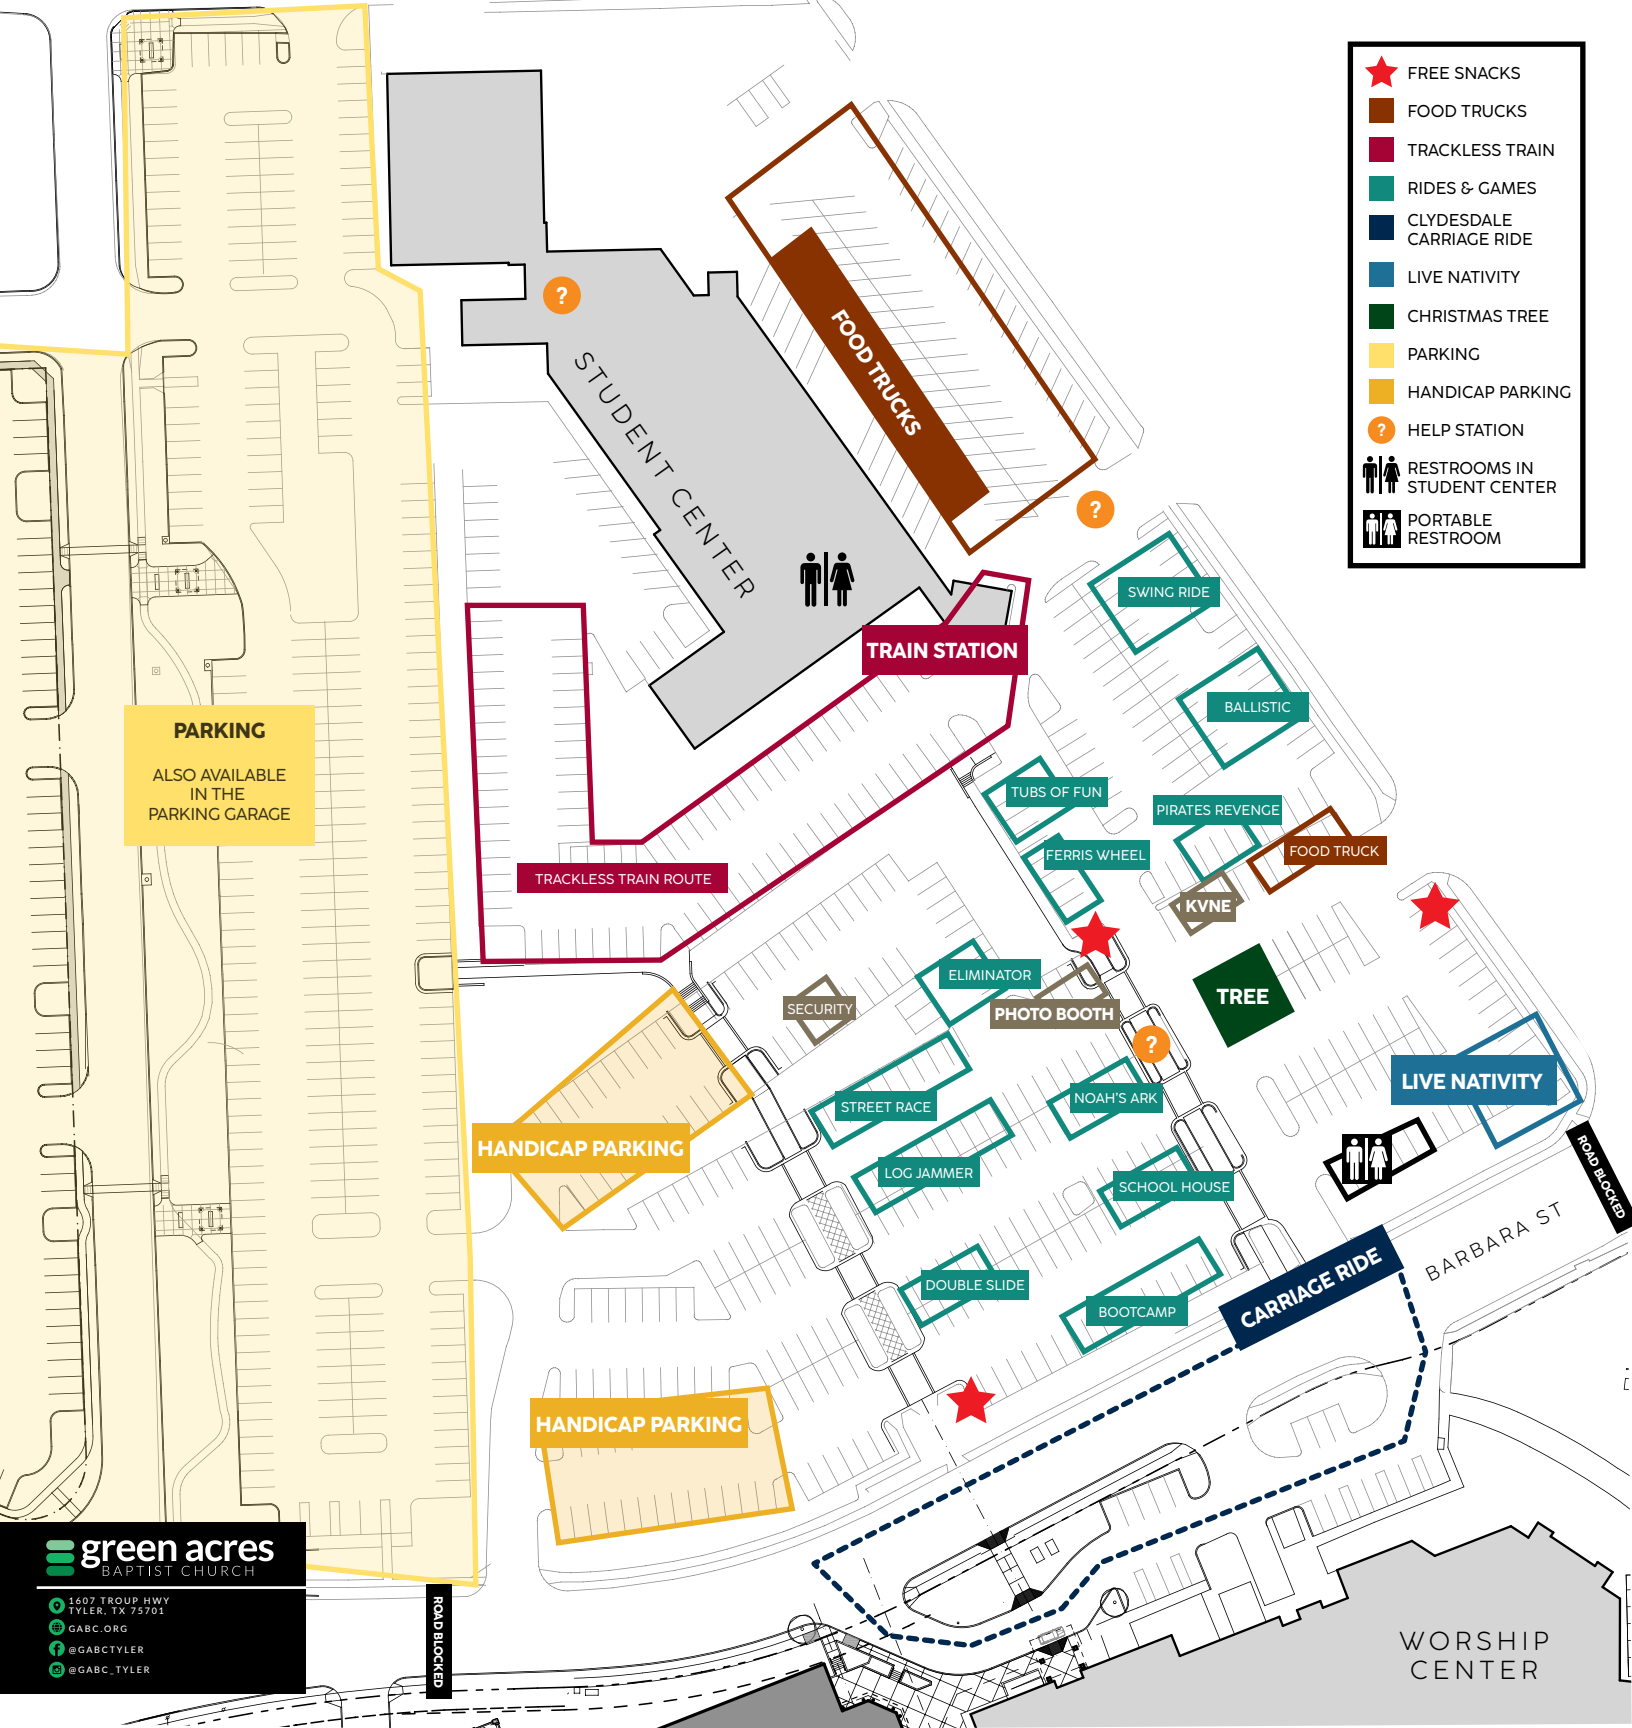 FREE SNACKS
FOOD TRUCKS
TRACKLESS TRAIN
RIDES & GAMES
CLYDESDALE
CARRIAGE RIDE
LIVE NATIVITY
CHRISTMAS TREE
PARKING
HANDICAP PARKING
?
HELP STATION
RESTROOMS IN
STUDENT CENTER
PORTABLE
RESTROOM
?
STUDENT CENTER
FOOD TRUCKS
?
SWING RIDE
TRAIN STATION
BALLISTIC
PARKING
ALSO AVAILABLE
IN THE
PARKING GARAGE
TUBS OF FUN
PIRATES REVENGE
FERRIS WHEEL
FOOD TRUCK
TRACKLESS TRAIN ROUTE
KVNE
ELIMINATOR
TREE
SECURITY
PHOTO BOOTH
?
LIVE NATIVITY
STREET RACE
NOAH'S ARK
HANDICAP PARKING
LOG JAMMER
SCHOOL HOUSE
ROAD BLOCKED
BARBARA ST
DOUBLE SLIDE
CARRIAGE RIDE
BOOTCAMP
HANDICAP PARKING
green acres
BAPTIST CHURCH
1607 TROUP HWY
TYLER, TX 75701
GABC.ORG
@GABCTYLER
@GABC_TYLER
ROAD BLOCKED
WORSHIP
CENTER